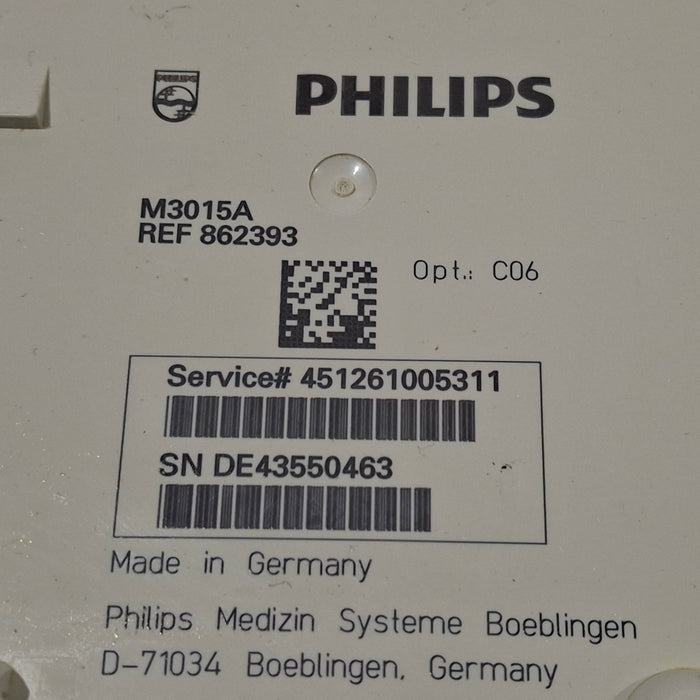 PHILIPS
PHILIPS
M3015A
REF 862393
Opt.: C06
Service# 451261005311
SN DE43550463
Made in Germany
Philips Medizin Systeme Boeblingen
D-71034 Boeblingen, Germany